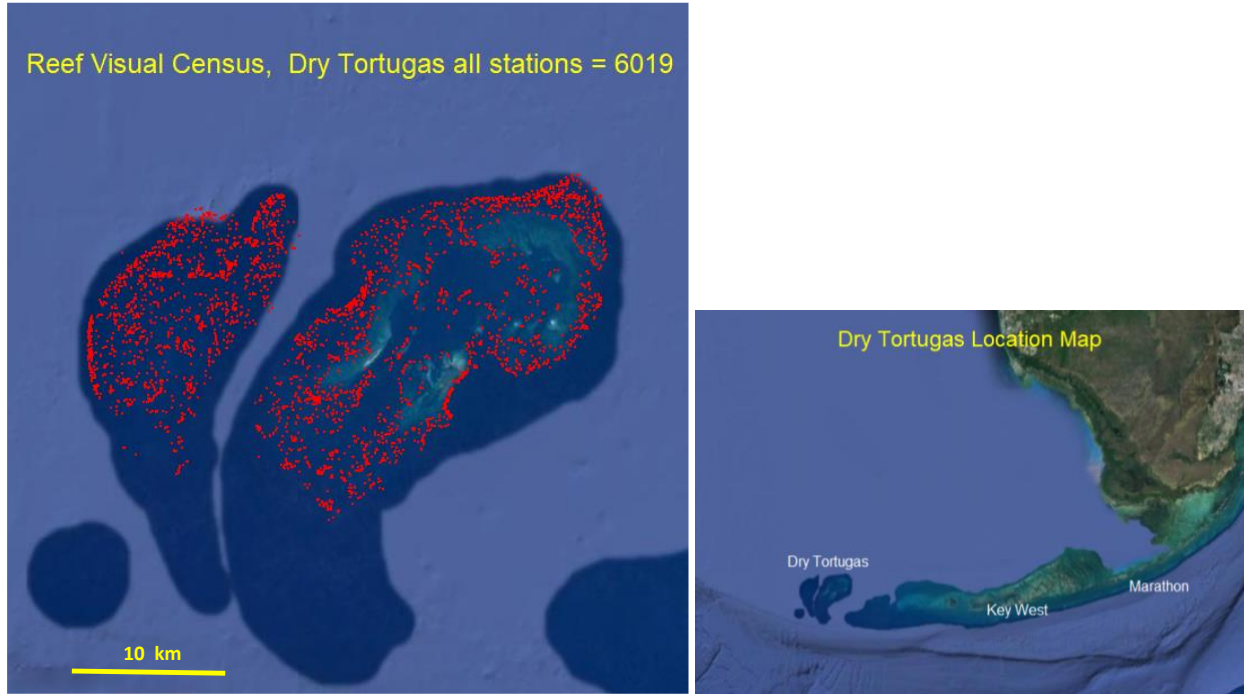 Reef Visual Census, Dry Tortugas all stations = 6019
10 km
Dry Tortugas Location Map
Dry Tortugas
Marathon
Key West